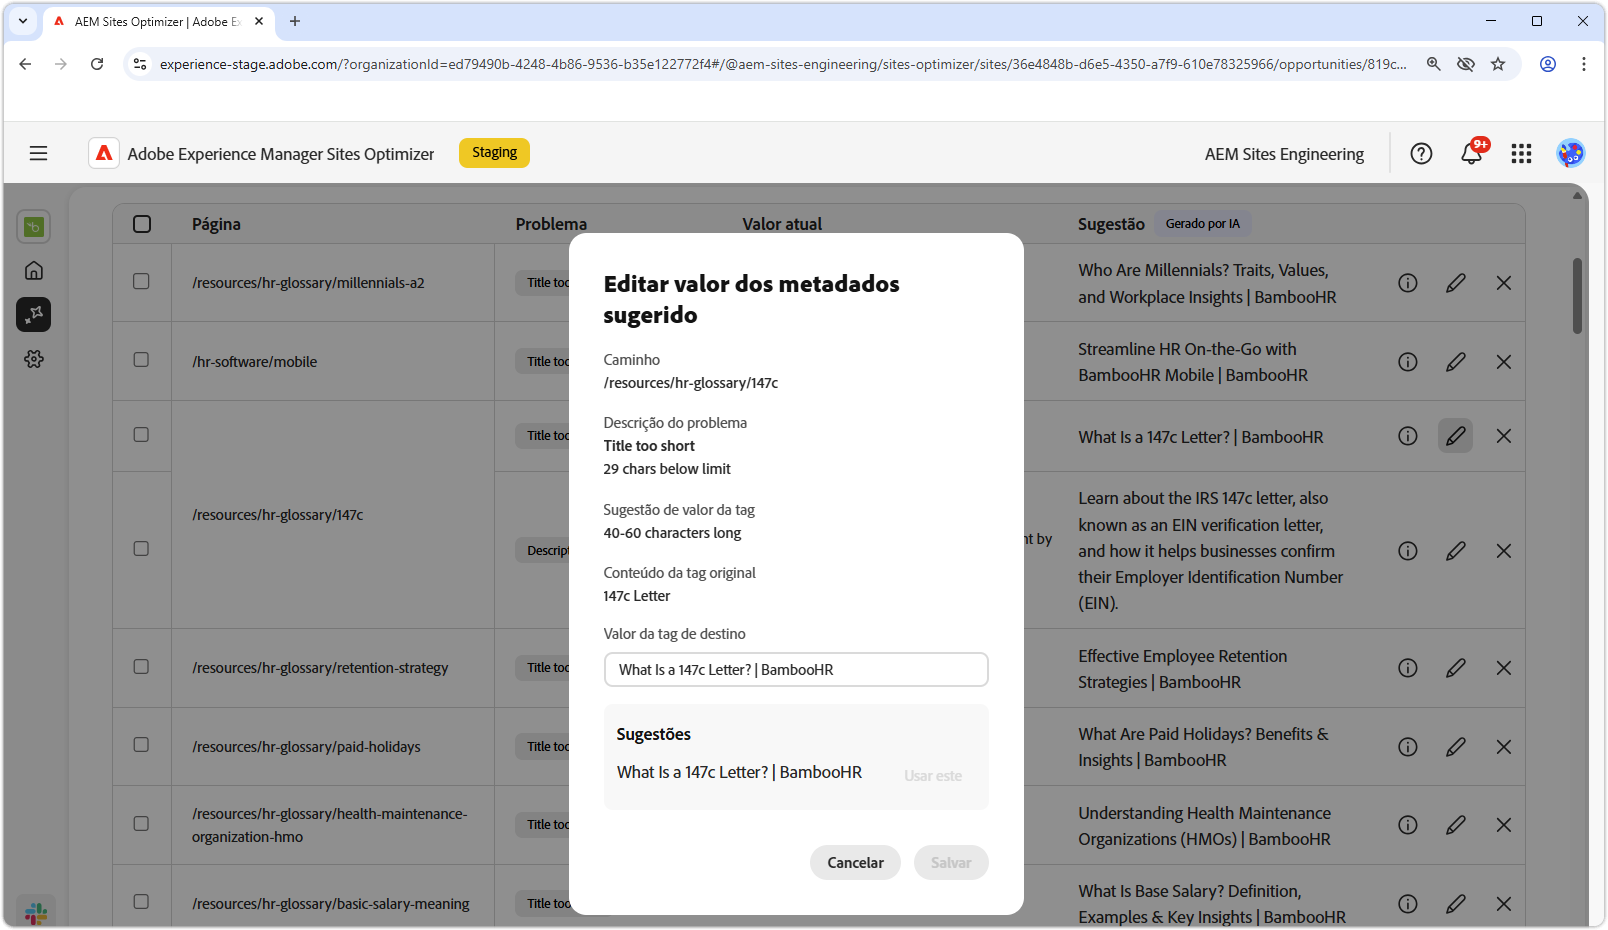 AEM Sites Optimizer | Adobe Ex
experience-stage.adobe.com/?organizationId=ed79490b-4248-4b86-9536-b35e122772f4#/@aem-sites-engineering/sites-optimizer/sites/36e4848b-d6e5-4350-a7f9-610e78325966/opportunities/819c...
Adobe Experience Manager Sites Optimizer
Staging
AEM Sites Engineering
9+
Página
Problema
Valor atual
Sugestão
Gerado por IA
/resources/hr-glossary/millennials-a2
Title too
Who Are Millennials? Traits, Values,
and Workplace Insights | BambooHR
/hr-software/mobile
Title too
Streamline HR On-the-Go with
BambooHR Mobile | BambooHR
/resources/hr-glossary/147c
Title too
What Is a 147c Letter? | BambooHR
Descript
nt by
Learn about the IRS 147c letter, also
known as an EIN verification letter,
and how it helps businesses confirm
their Employer Identification Number
(EIN).
/resources/hr-glossary/retention-strategy
Title too
Effective Employee Retention
Strategies | BambooHR
/resources/hr-glossary/paid-holidays
Title too
What Are Paid Holidays? Benefits &
Insights | BambooHR
/resources/hr-glossary/health-maintenance-
organization-hmo
Title too
Understanding Health Maintenance
Organizations (HMOs) | BambooHR
/resources/hr-glossary/basic-salary-meaning
Title too
What Is Base Salary? Definition,
Examples & Key Insights | BambooHR
Editar valor dos metadados
sugerido
Caminho
/resources/hr-glossary/147c
Descrição do problema
Title too short
29 chars below limit
Sugestão de valor da tag
40-60 characters long
Conteúdo da tag original
147c Letter
Valor da tag de destino
What Is a 147c Letter? | BambooHR
Sugestões
What Is a 147c Letter? | BambooHR
Usar este
Cancelar
Salvar